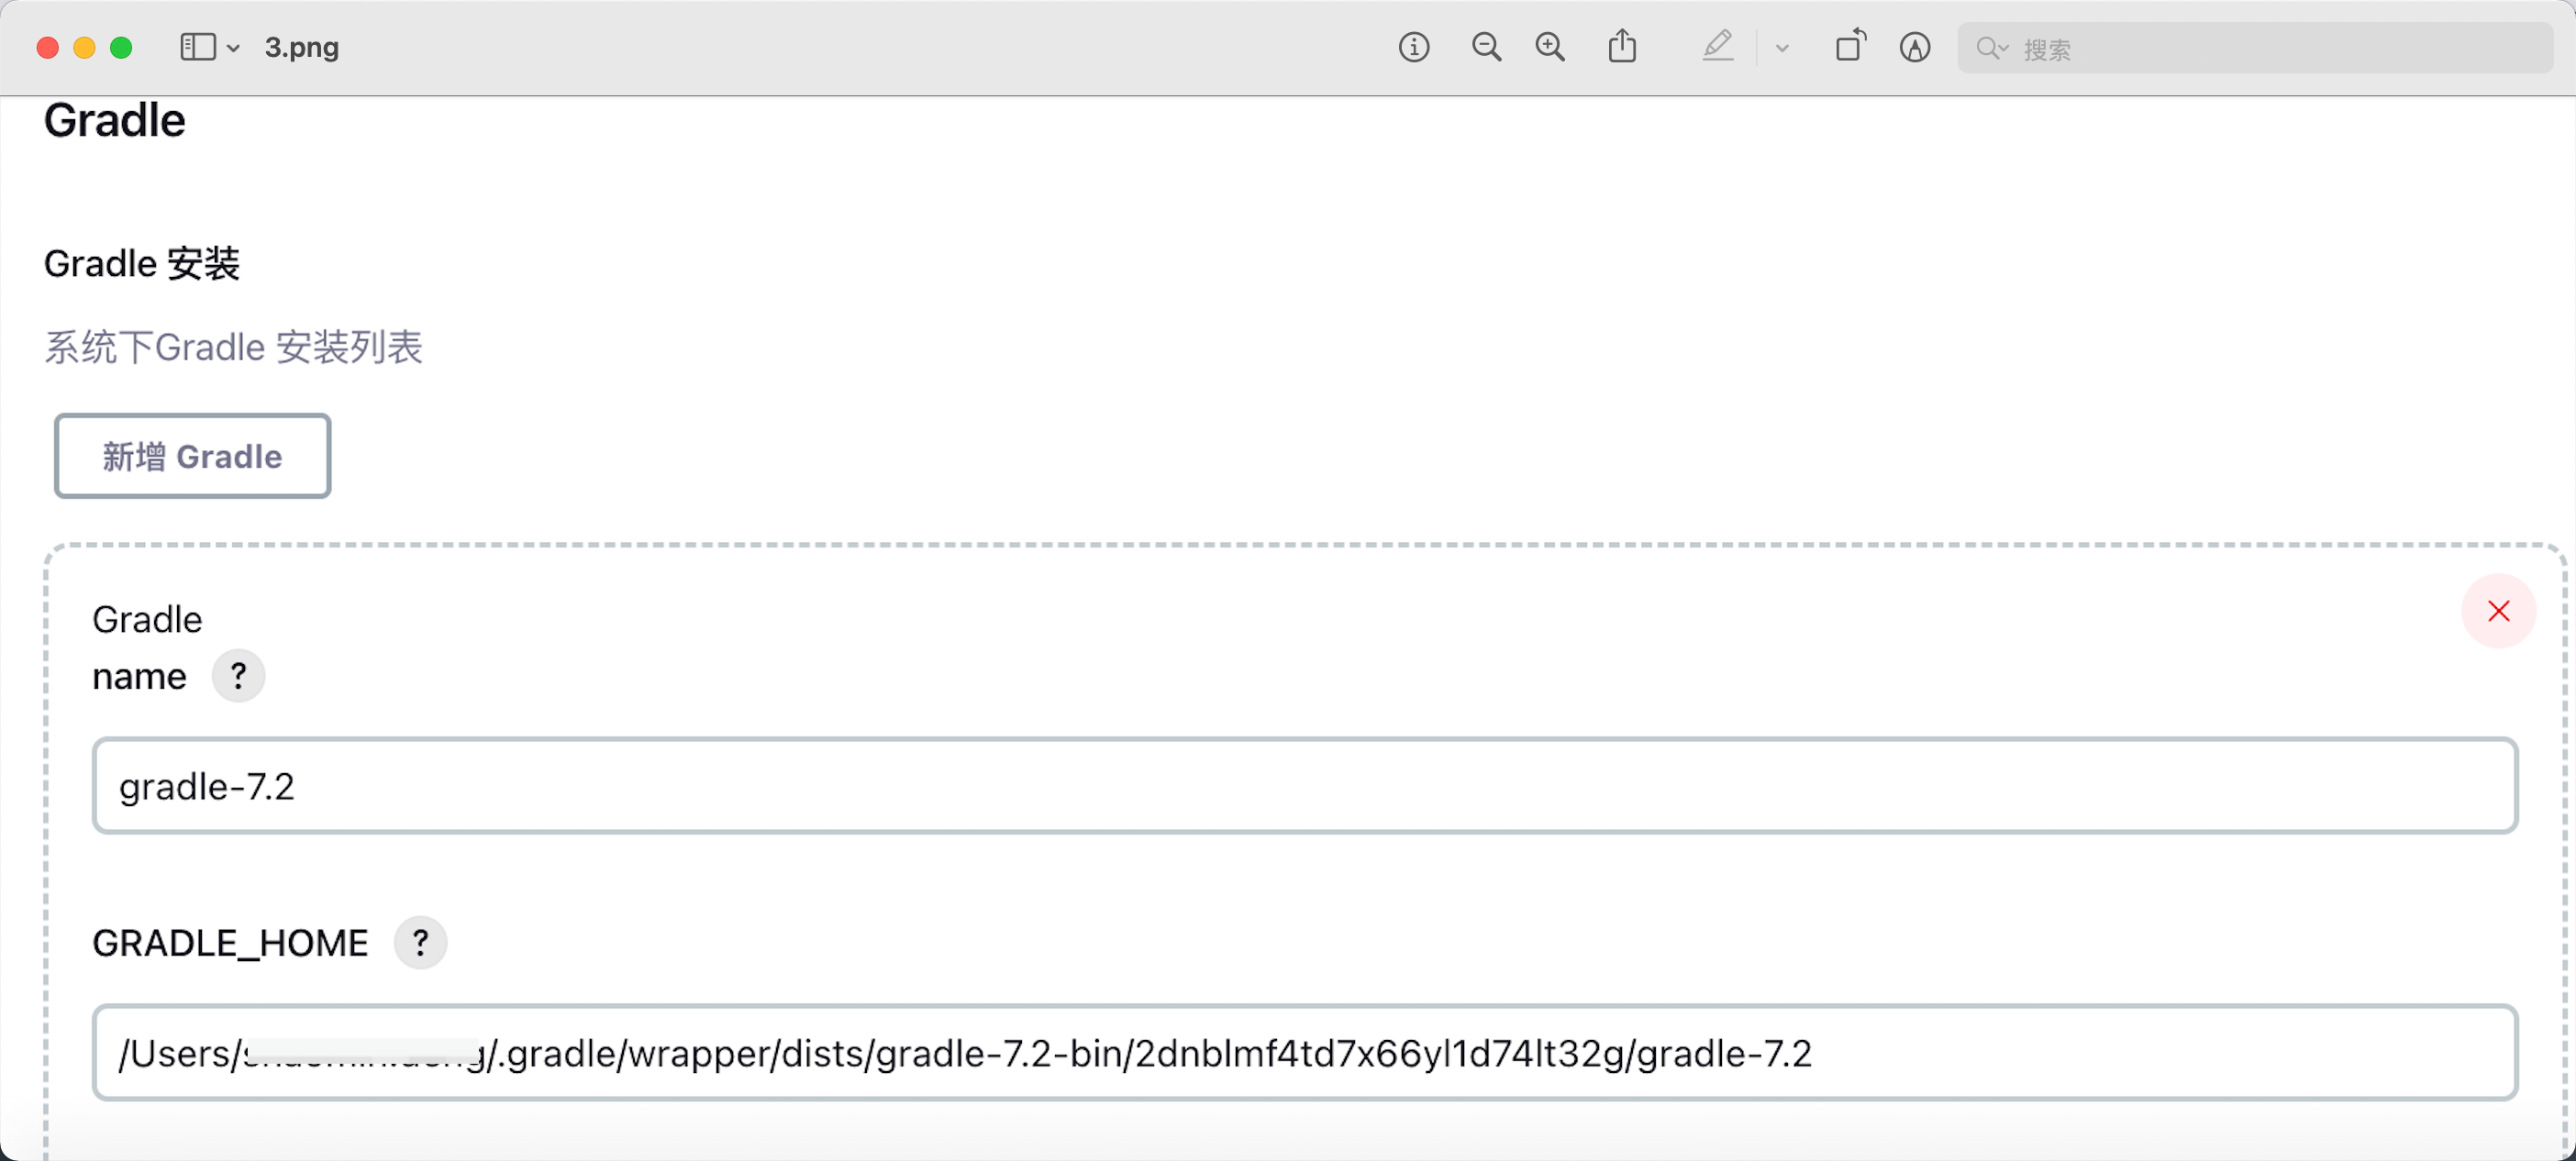 3.png
搜索
Gradle
Gradle 安装
系统下Gradle 安装列表
新增 Gradle
Gradle
name ?
gradle-7.2
GRADLE_HOME ?
/Users/ /.gradle/wrapper/dists/gradle-7.2-bin/2dnblmf4td7x66yl1d74lt32g/gradle-7.2